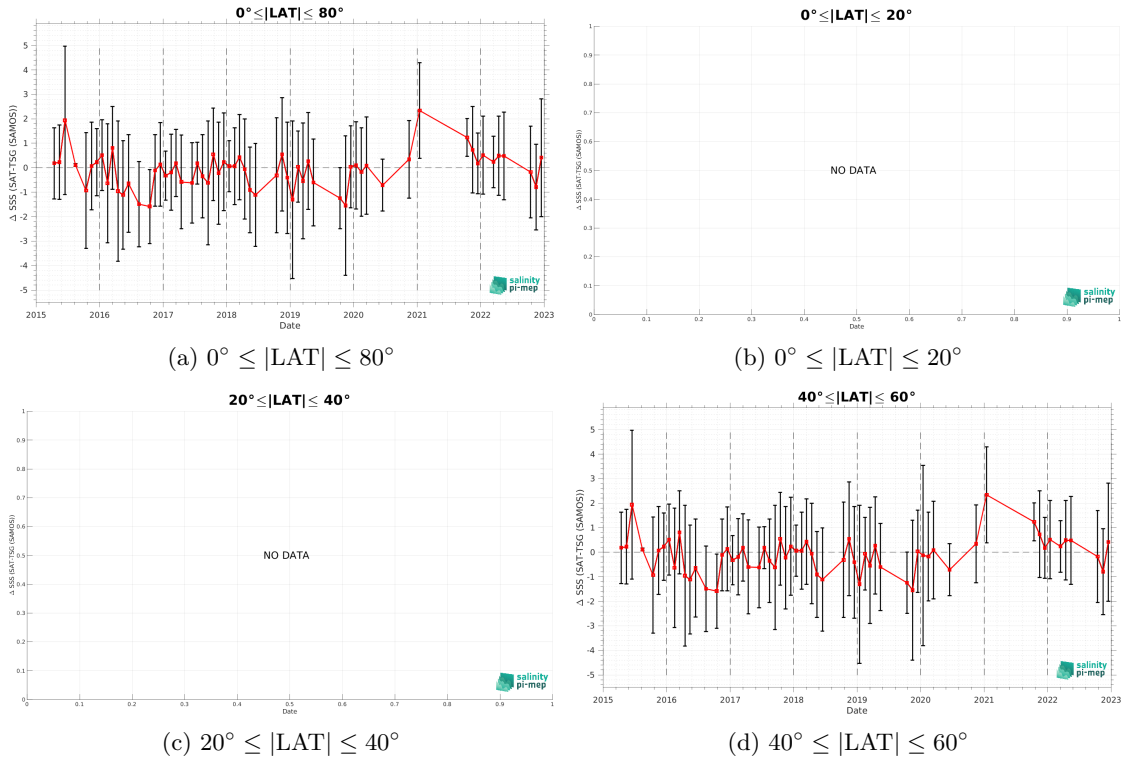 0°≤|LAT|≤ 80°
Δ SSS (SAT-TSG (SAMOS))
5
4
3
2
1
0
-1
-2
-3
-4
-5
2015 2016 2017 2018 2019 2020 2021 2022 2023
Date
salinity
pi-mep
(a) 0° ≤ |LAT| ≤ 80°
0°≤|LAT|≤ 20°
Δ SSS (SAT-TSG (SAMOS))
1
0.9
0.8
0.7
0.6
0.5
0.4
0.3
0.2
0.1
0
NO DATA
0 0.1 0.2 0.3 0.4 0.5 0.6 0.7 0.8 0.9 1
Date
salinity
pi-mep
(b) 0° ≤ |LAT| ≤ 20°
20°≤|LAT|≤ 40°
Δ SSS (SAT-TSG (SAMOS))
1
0.9
0.8
0.7
0.6
0.5
0.4
0.3
0.2
0.1
0
NO DATA
0 0.1 0.2 0.3 0.4 0.5 0.6 0.7 0.8 0.9 1
Date
salinity
pi-mep
(c) 20° ≤ |LAT| ≤ 40°
40°≤|LAT|≤ 60°
Δ SSS (SAT-TSG (SAMOS))
5
4
3
2
1
0
-1
-2
-3
-4
-5
2015 2016 2017 2018 2019 2020 2021 2022 2023
Date
salinity
pi-mep
(d) 40° ≤ |LAT| ≤ 60°